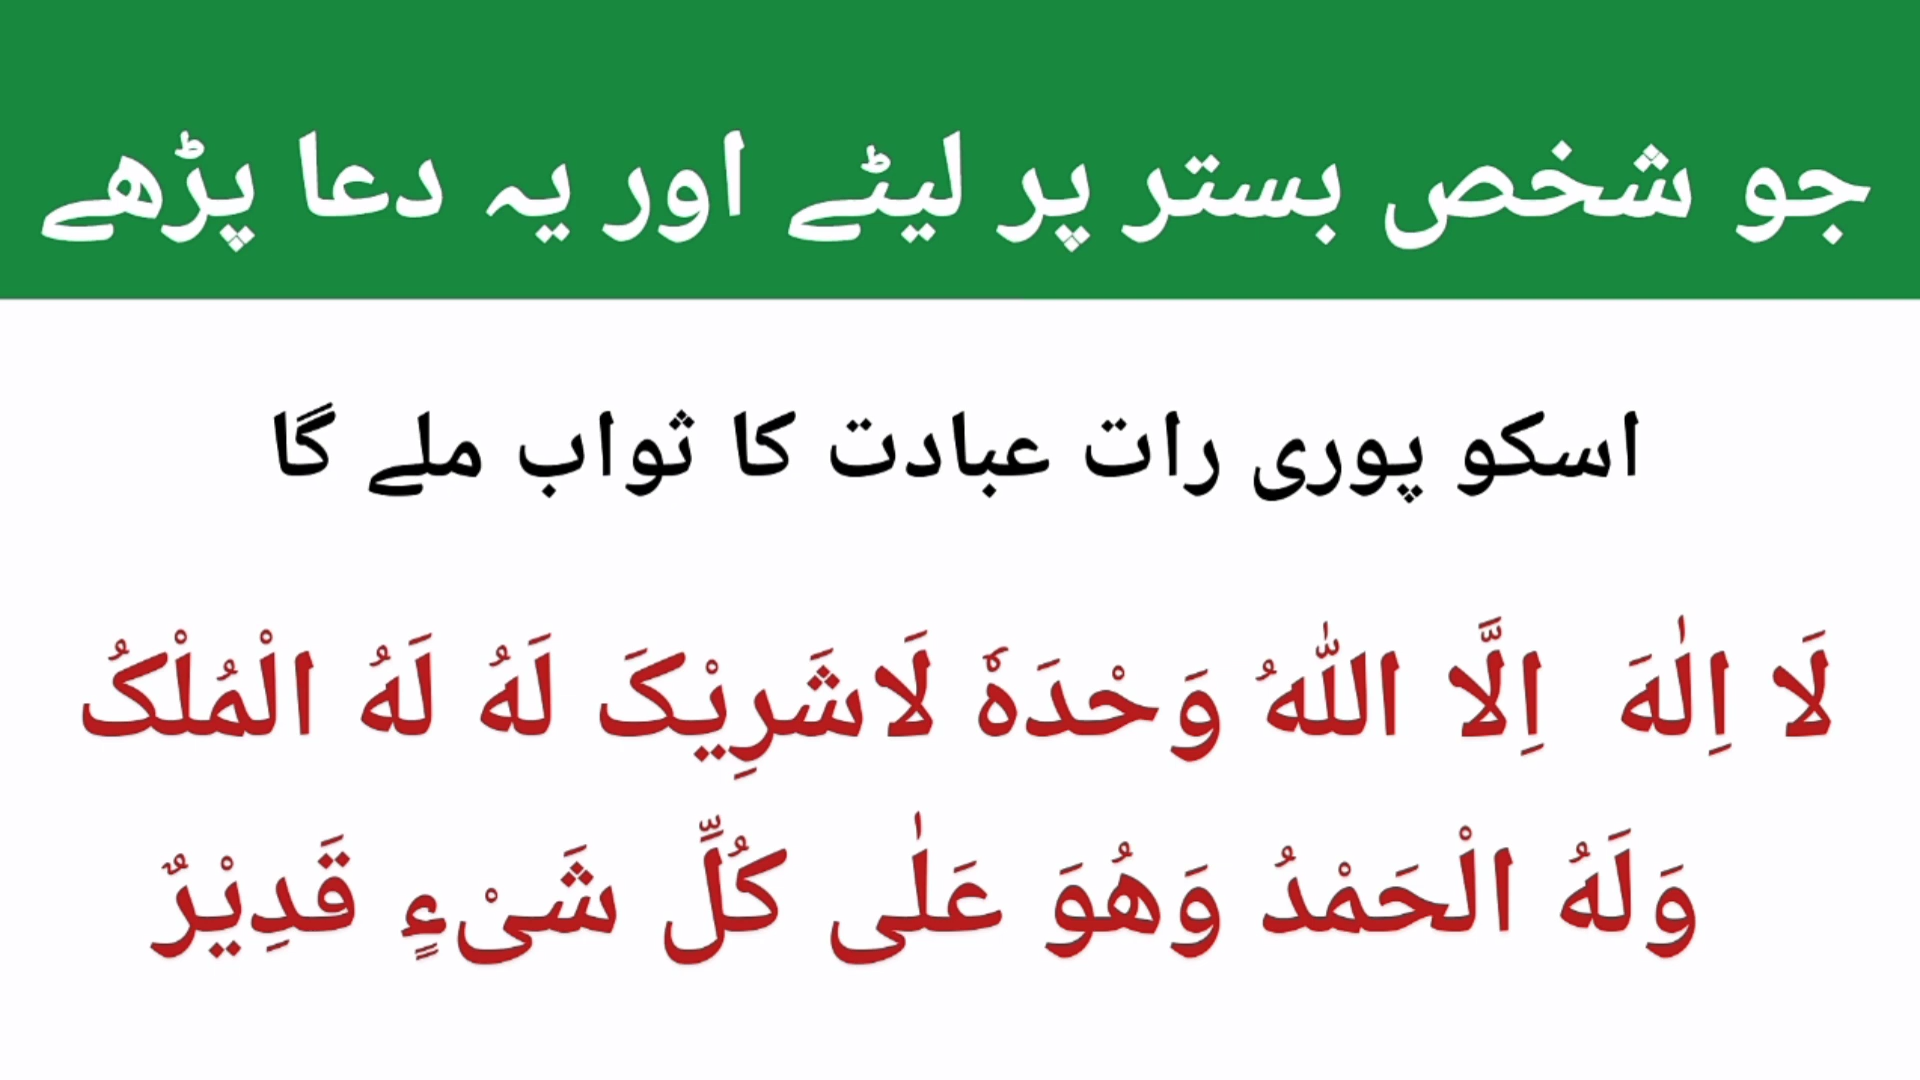 جو شخص بستر پر لیٹے اور یہ دعا پڑھے
اسکو پوری رات عبادت کا ثواب ملے گا
لَا اِلٰهَ اِلَّا اللّٰهُ وَحْدَهٗ لَاشَرِیْکَ لَهُ لَهُ الْمُلْکُ
وَلَهُ الْحَمْدُ وَهُوَ عَلٰی کُلِّ شَیْءٍ قَدِیْرٌ